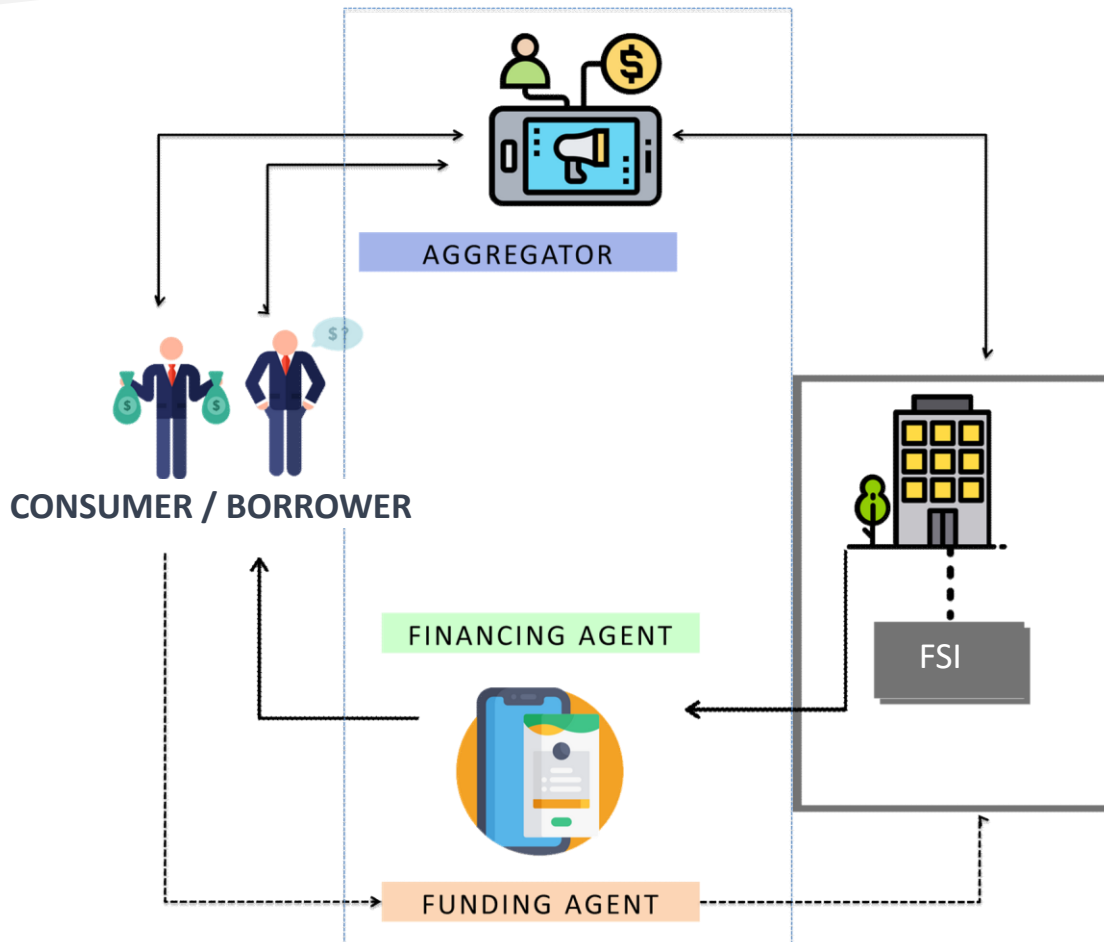 $
AGGREGATOR
$?
$ $
CONSUMER / BORROWER
FINANCING AGENT
FSI
FUNDING AGENT